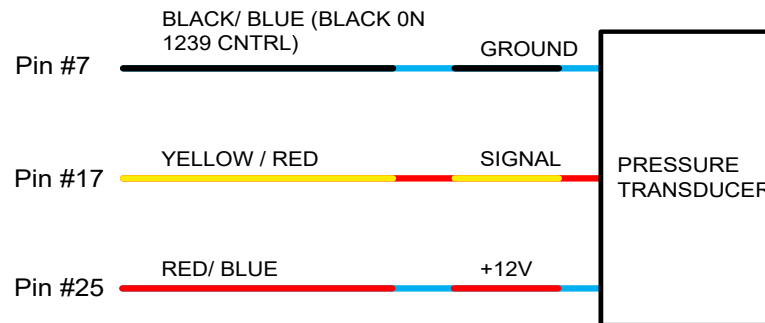 BLACK/ BLUE (BLACK 0N
1239 CNTRL)
Pin #7
GROUND
Pin #17
YELLOW / RED
SIGNAL
PRESSURE
TRANSDUCER
Pin #25
RED/ BLUE
+12V